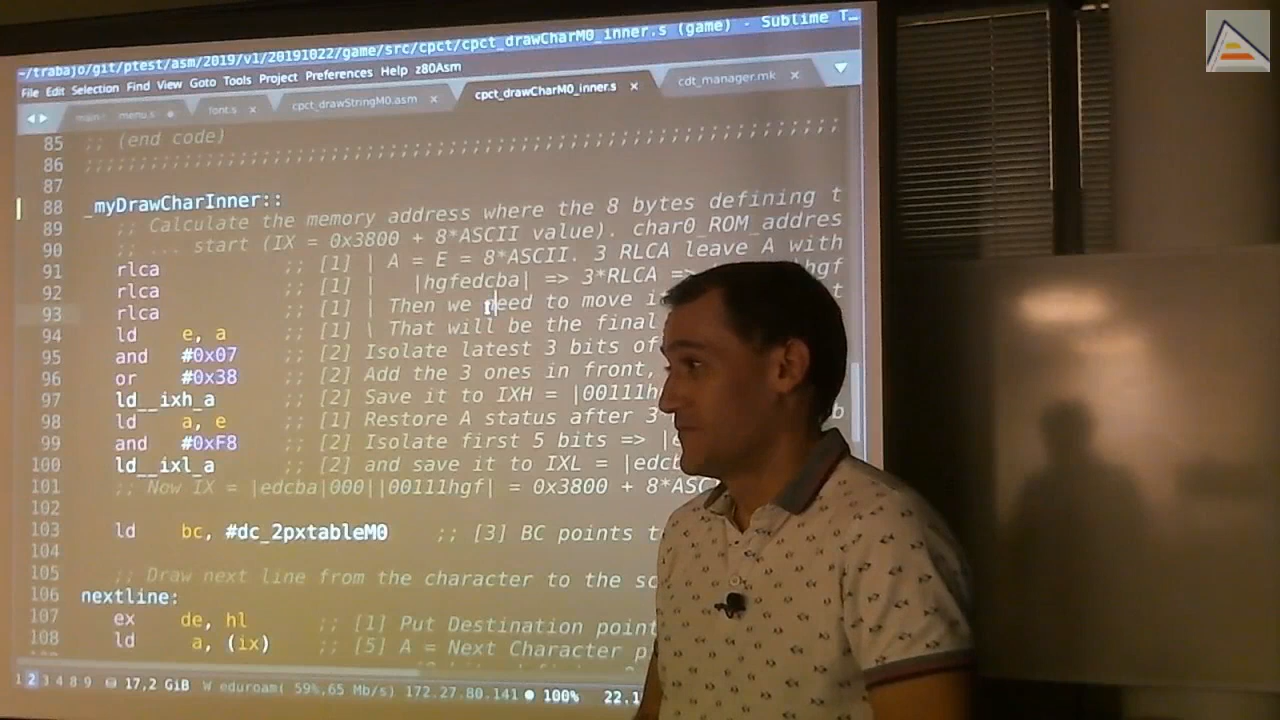 ~/trabajo/git/ptest/asm/2019/v1/20191022/game/src/cpct/cpct_drawCharM0_inner.s (game) - Sublime T…
File Edit Selection Find View Goto Tools Project Preferences Help z80Asm
main. menu.s font.s cpct_drawStringM0.asm cpct_drawCharM0_inner.s cdt_manager.mk
85 ;; (end code)
86 ;;;;;;;;;;;;;;;;;;;;;;;;;;;;;;;;;;;;;;;;;;;;;;;;;;;;;;;;;;;;;;;;;;;;;;
87
88 _myDrawCharInner::
89 ;; Calculate the memory address where the 8 bytes defining t
90 ;; ... start (IX = 0x3800 + 8*ASCII value). char0_ROM_addres
91 rlca ;; [1] | A = E = 8*ASCII. 3 RLCA leave A with
92 rlca ;; [1] | |hgfedcba| => 3*RLCA => hgf
93 rlca ;; [1] | Then we need to move i t
94 ld e, a ;; [1] \ That will be the final
95 and #0x07 ;; [2] Isolate latest 3 bits of
96 or #0x38 ;; [2] Add the 3 ones in front,
97 ld__ixh_a ;; [2] Save it to IXH = |00111h
98 ld a, e ;; [1] Restore A status after 3 b
99 and #0xF8 ;; [2] Isolate first 5 bits => |e
100 ld__ixl_a ;; [2] and save it to IXL = |edcb
101 ;; Now IX = |edcba|000||00111hgf| = 0x3800 + 8*ASC
102
103 ld bc, #dc_2pxtableM0 ;; [3] BC points t
104
105 ;; Draw next line from the character to the sc
106 nextline:
107 ex de, hl ;; [1] Put Destination point
108 ld a, (ix) ;; [5] A = Next Character p
1 2 3 4 8 9 17,2 GiB W eduroam( 59%,65 Mb/s) 172.27.80.141 100% 22.1